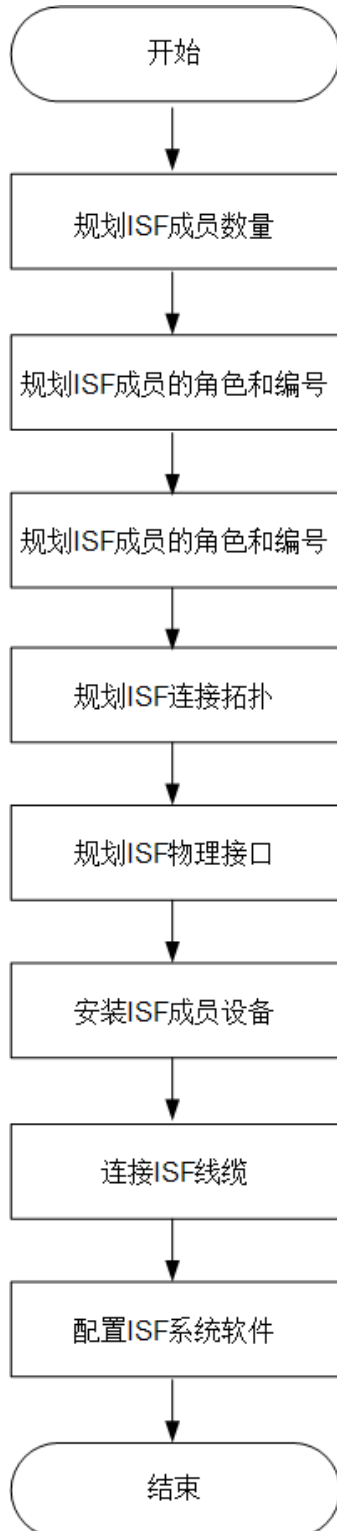 开始
规划ISF成员数量
规划ISF成员的角色和编号
规划ISF成员的角色和编号
规划ISF连接拓扑
规划ISF物理接口
安装ISF成员设备
连接ISF线缆
配置ISF系统软件
结束